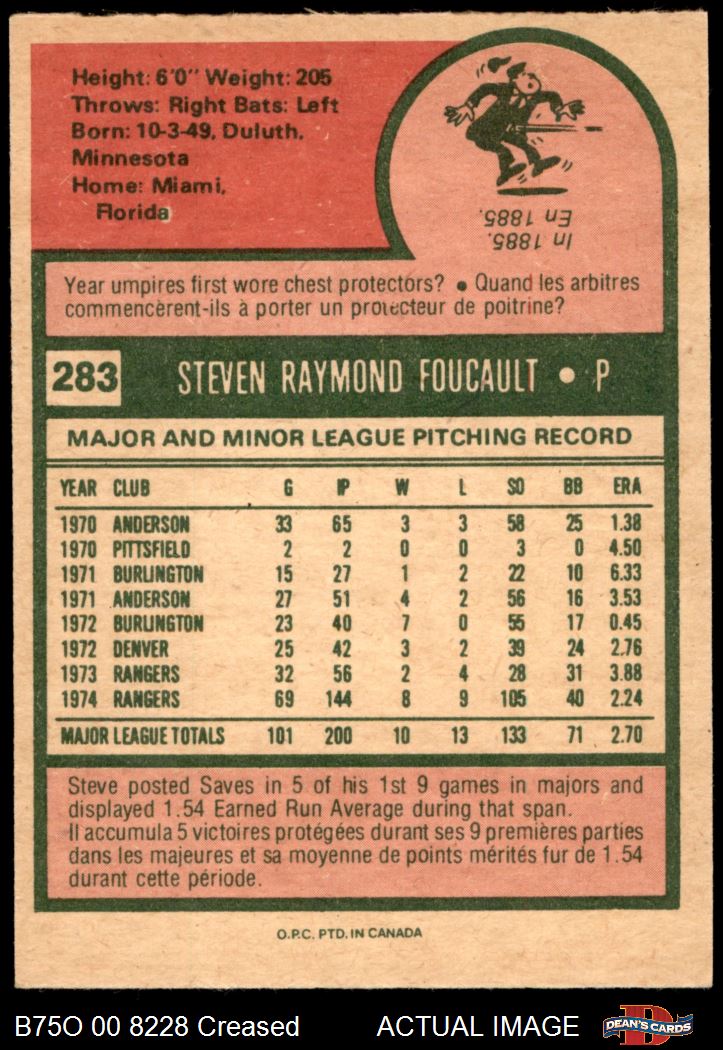 Height: 6'0" Weight: 205
Throws: Right Bats: Left
Born: 10-3-49, Duluth,
Minnesota
Home: Miami,
Florida
In 1885.
En 1885.
Year umpires first wore chest protectors? • Quand les arbitres
commencèrent-ils à porter un protecteur de poitrine?
283 STEVEN RAYMOND FOUCAULT • P
MAJOR AND MINOR LEAGUE PITCHING RECORD
YEAR CLUB G IP W L SO BB ERA
1970 ANDERSON 33 65 3 3 58 25 1.38
1970 PITTSFIELD 2 2 0 0 3 0 4.50
1971 BURLINGTON 15 27 1 2 22 10 6.33
1971 ANDERSON 27 51 4 2 56 16 3.53
1972 BURLINGTON 23 40 7 0 55 17 0.45
1972 DENVER 25 42 3 2 39 24 2.76
1973 RANGERS 32 56 2 4 28 31 3.88
1974 RANGERS 69 144 8 9 105 40 2.24
MAJOR LEAGUE TOTALS 101 200 10 13 133 71 2.70
Steve posted Saves in 5 of his 1st 9 games in majors and
displayed 1.54 Earned Run Average during that span.
Il accumula 5 victoires protégées durant ses 9 premières parties
dans les majeures et sa moyenne de points mérités fur de 1.54
durant cette période.
O.P.C. PTD. IN CANADA
B75O 00 8228 Creased ACTUAL IMAGE D DEAN'S CARDS